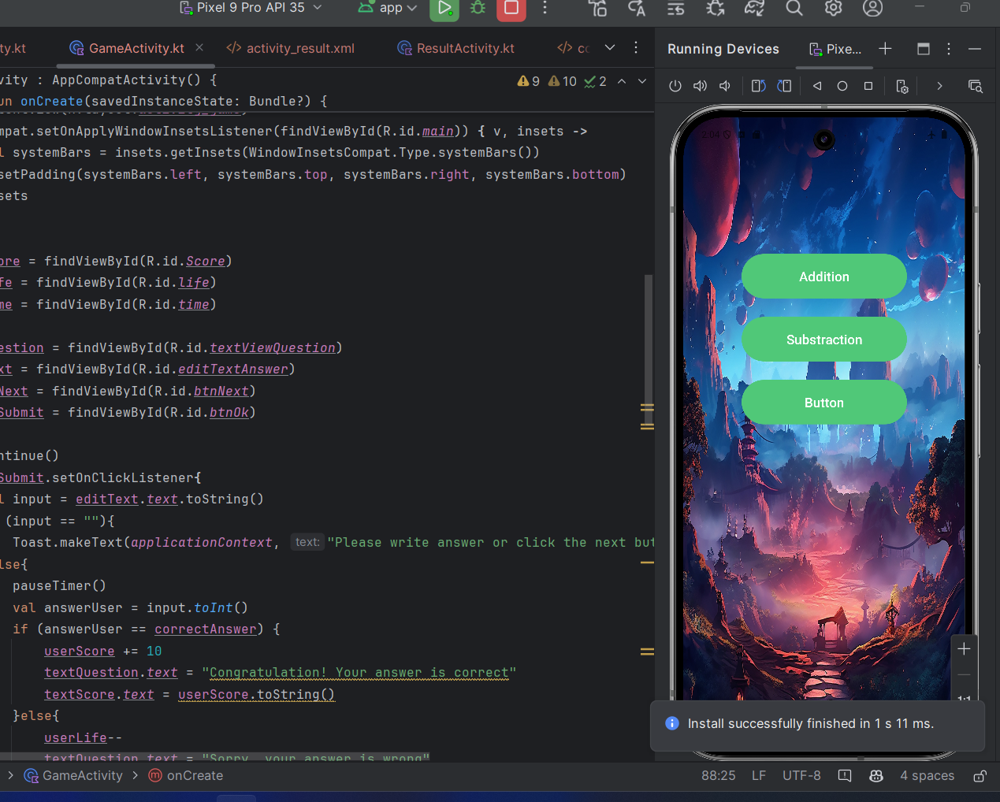 Pixel 9 Pro API 35
app
ty.kt
GameActivity.kt
activity_result.xml
ResultActivity.kt
Running Devices
Pixe...
vity : AppCompatActivity() {
9 10 2
un onCreate(savedInstanceState: Bundle?) {
mpat.setOnApplyWindowInsetsListener(findViewById(R.id.main)) { v, insets ->
l systemBars = insets.getInsets(WindowInsetsCompat.Type.systemBars())
setPadding(systemBars.left, systemBars.top, systemBars.right, systemBars.bottom)
sets
ore = findViewById(R.id.Score)
fe = findViewById(R.id.life)
me = findViewById(R.id.time)
estion = findViewById(R.id.textViewQuestion)
xt = findViewById(R.id.editTextAnswer)
Next = findViewById(R.id.btnNext)
Submit = findViewById(R.id.btnOk)
ntinue()
Submit.setOnClickListener{
l input = editText.text.toString()
(input == ""){
Toast.makeText(applicationContext, text: "Please write answer or click the next but
lse{
pauseTimer()
val answerUser = input.toInt()
if (answerUser == correctAnswer) {
userScore += 10
textQuestion.text = "Congratulation! Your answer is correct"
textScore.text = userScore.toString()
}else{
userLife--
textQuestion.text = "Sorry, your answer is wrong"
2:04
Addition
Substraction
Button
1:1
Install successfully finished in 1 s 11 ms.
GameActivity
onCreate
88:25
LF
UTF-8
4 spaces